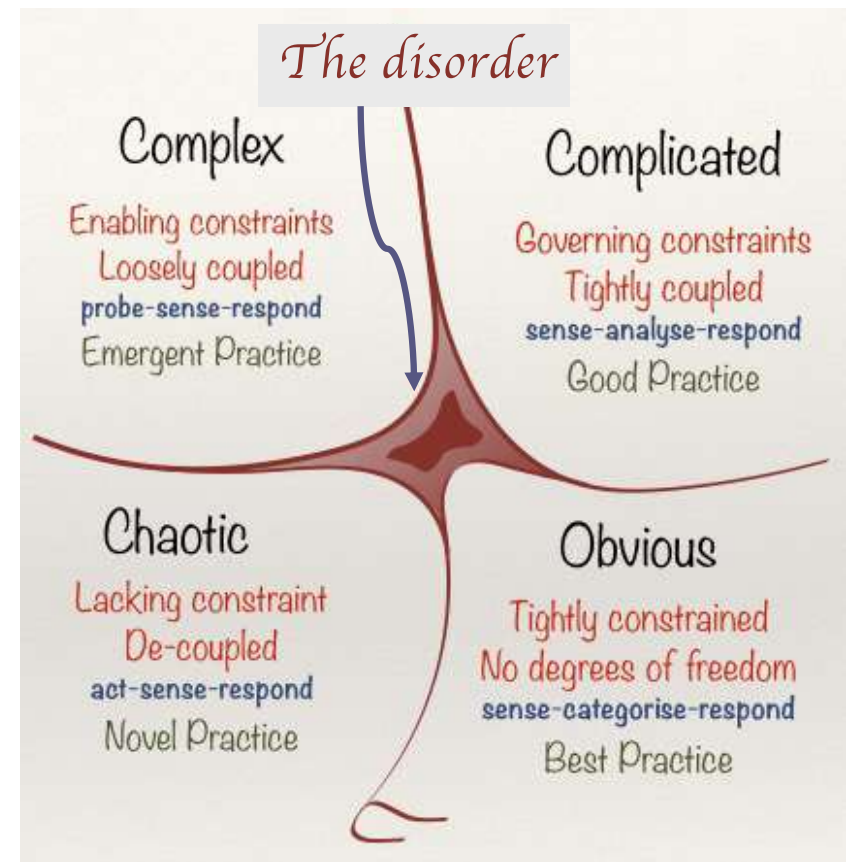 The disorder
Complex
Enabling constraints
Loosely coupled
probe-sense-respond
Emergent Practice
Complicated
Governing constraints
Tightly coupled
sense-analyse-respond
Good Practice
Chaotic
Lacking constraint
De-coupled
act-sense-respond
Novel Practice
Obvious
Tightly constrained
No degrees of freedom
sense-categorise-respond
Best Practice